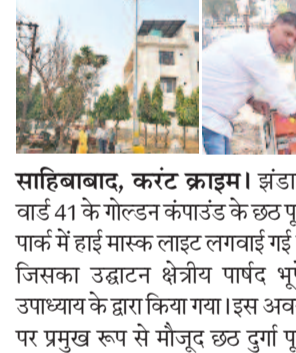 साहिबाबाद, करंट क्राइम। झंडा
वार्ड 41 के गोल्डन कंपाउंड के छठ पू
पार्क में हाई मास्क लाइट लगवाई गई
जिसका उद्घाटन क्षेत्रीय पार्षद भू
उपाध्याय के द्वारा किया गया।इस अव
पर प्रमुख रूप से मौजूद छठ दुर्गा पू